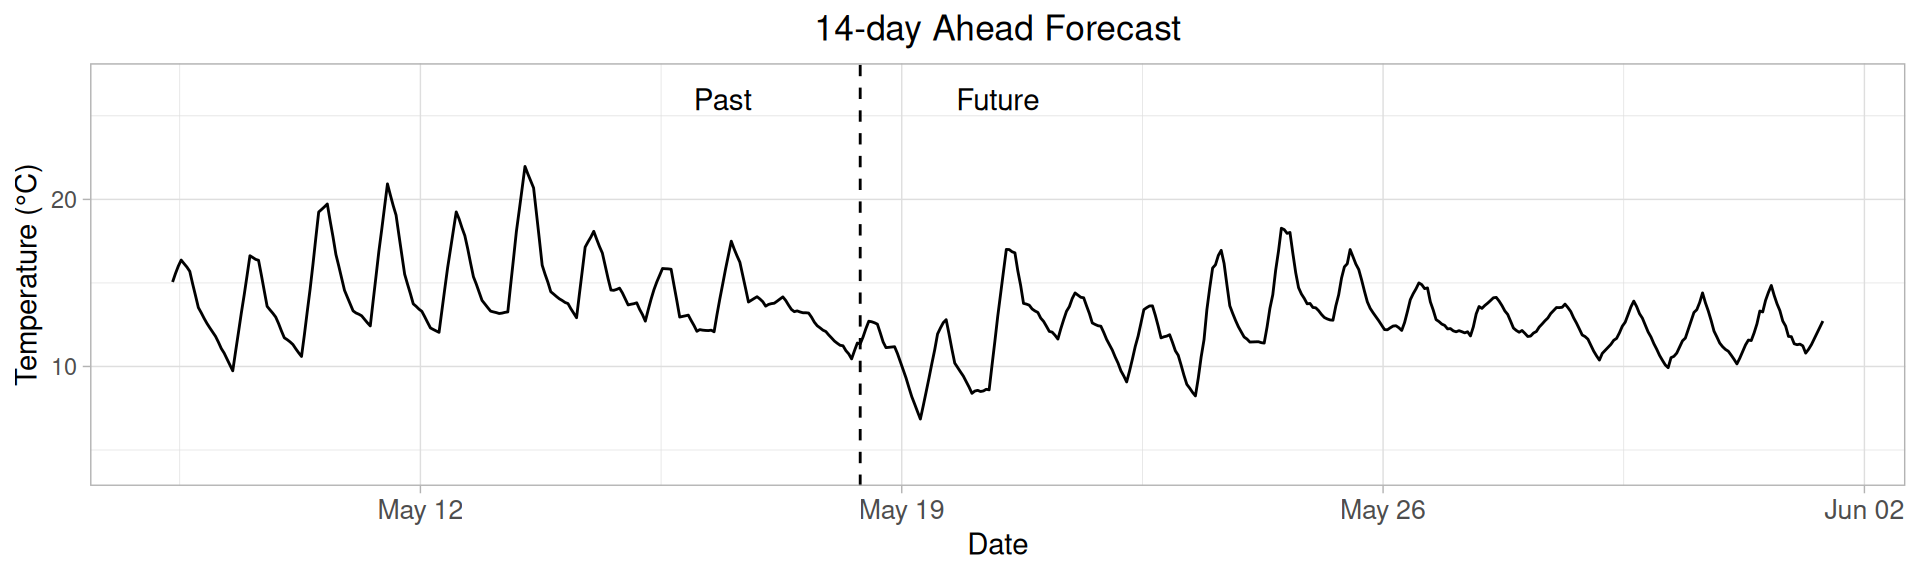 14-day Ahead Forecast
Past
Future
Temperature (°C)
20
10
May 12
May 19
May 26
Jun 02
Date